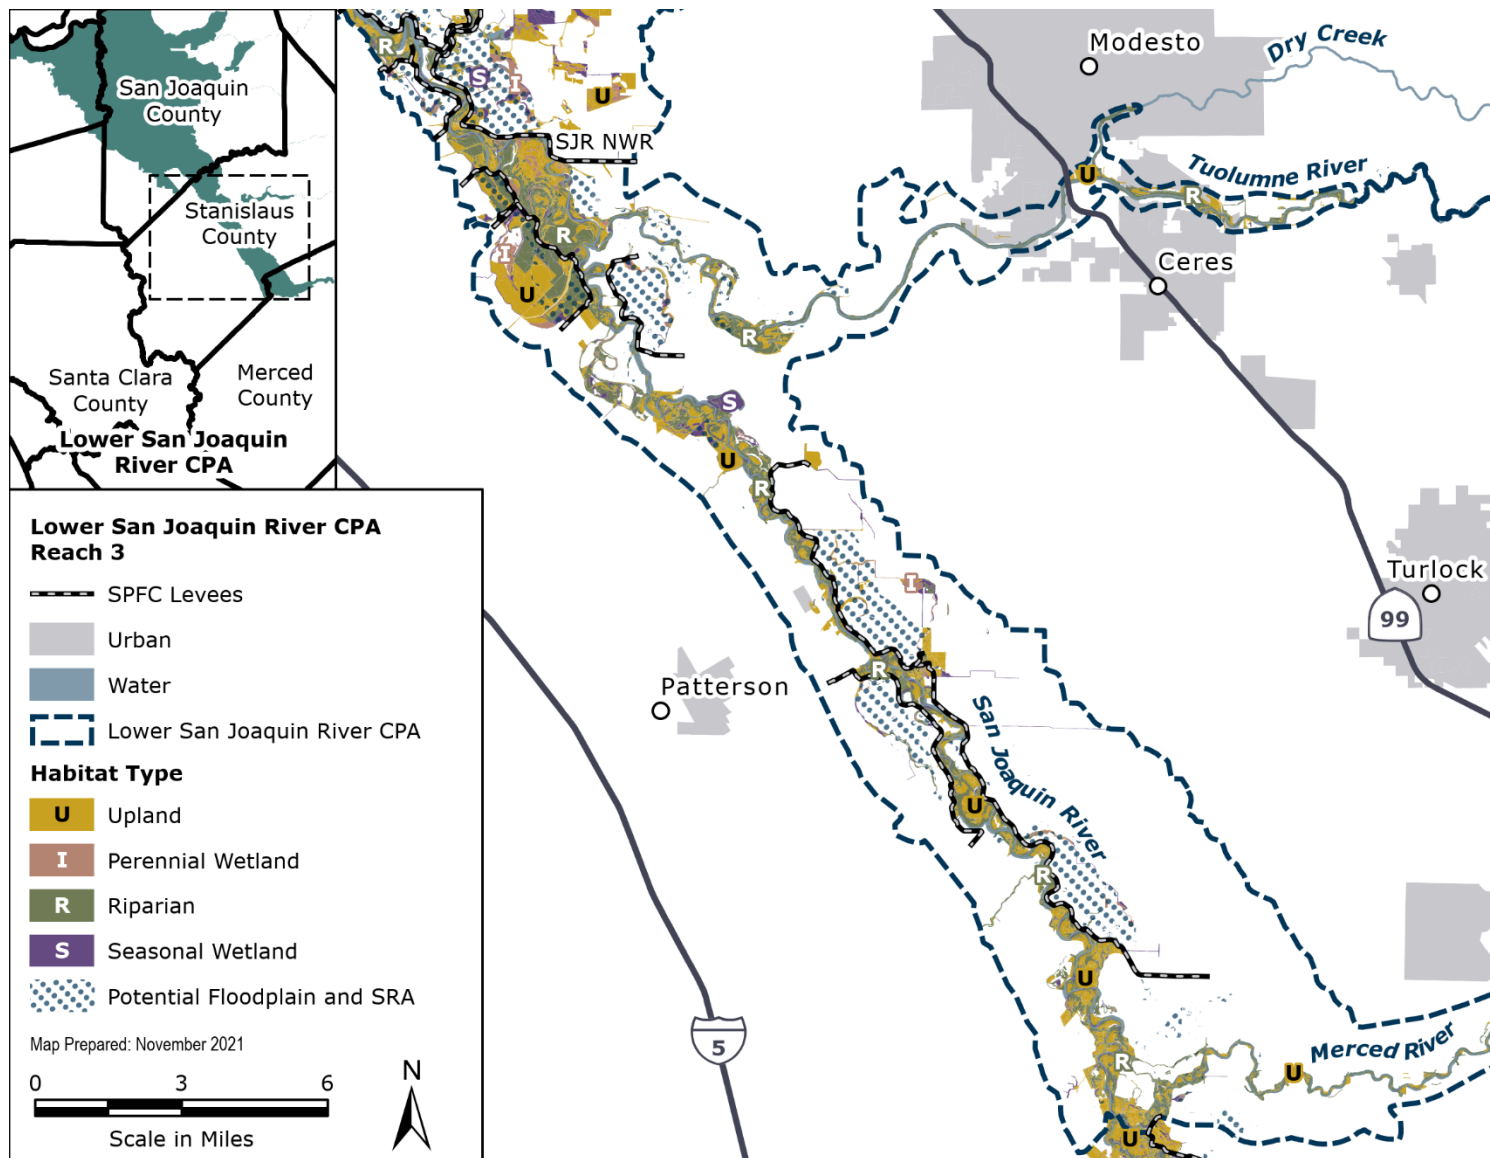 San Joaquin
County
Stanislaus
County
Santa Clara
County
Merced
County
Lower San Joaquin
River CPA
Lower San Joaquin River CPA
Reach 3
SPFC Levees
Urban
Water
Lower San Joaquin River CPA
Habitat Type
U
Upland
I
Perennial Wetland
R
Riparian
S
Seasonal Wetland
Potential Floodplain and SRA
Map Prepared: November 2021
0
3
6
Scale in Miles
N
R
S
I
U
SJR NWR
Modesto
Dry Creek
Tuolumne River
U
R
R
I
U
Ceres
R
S
U
R
I
Turlock
99
R
Patterson
San Joaquin River
U
R
U
5
R
Merced River
U
U